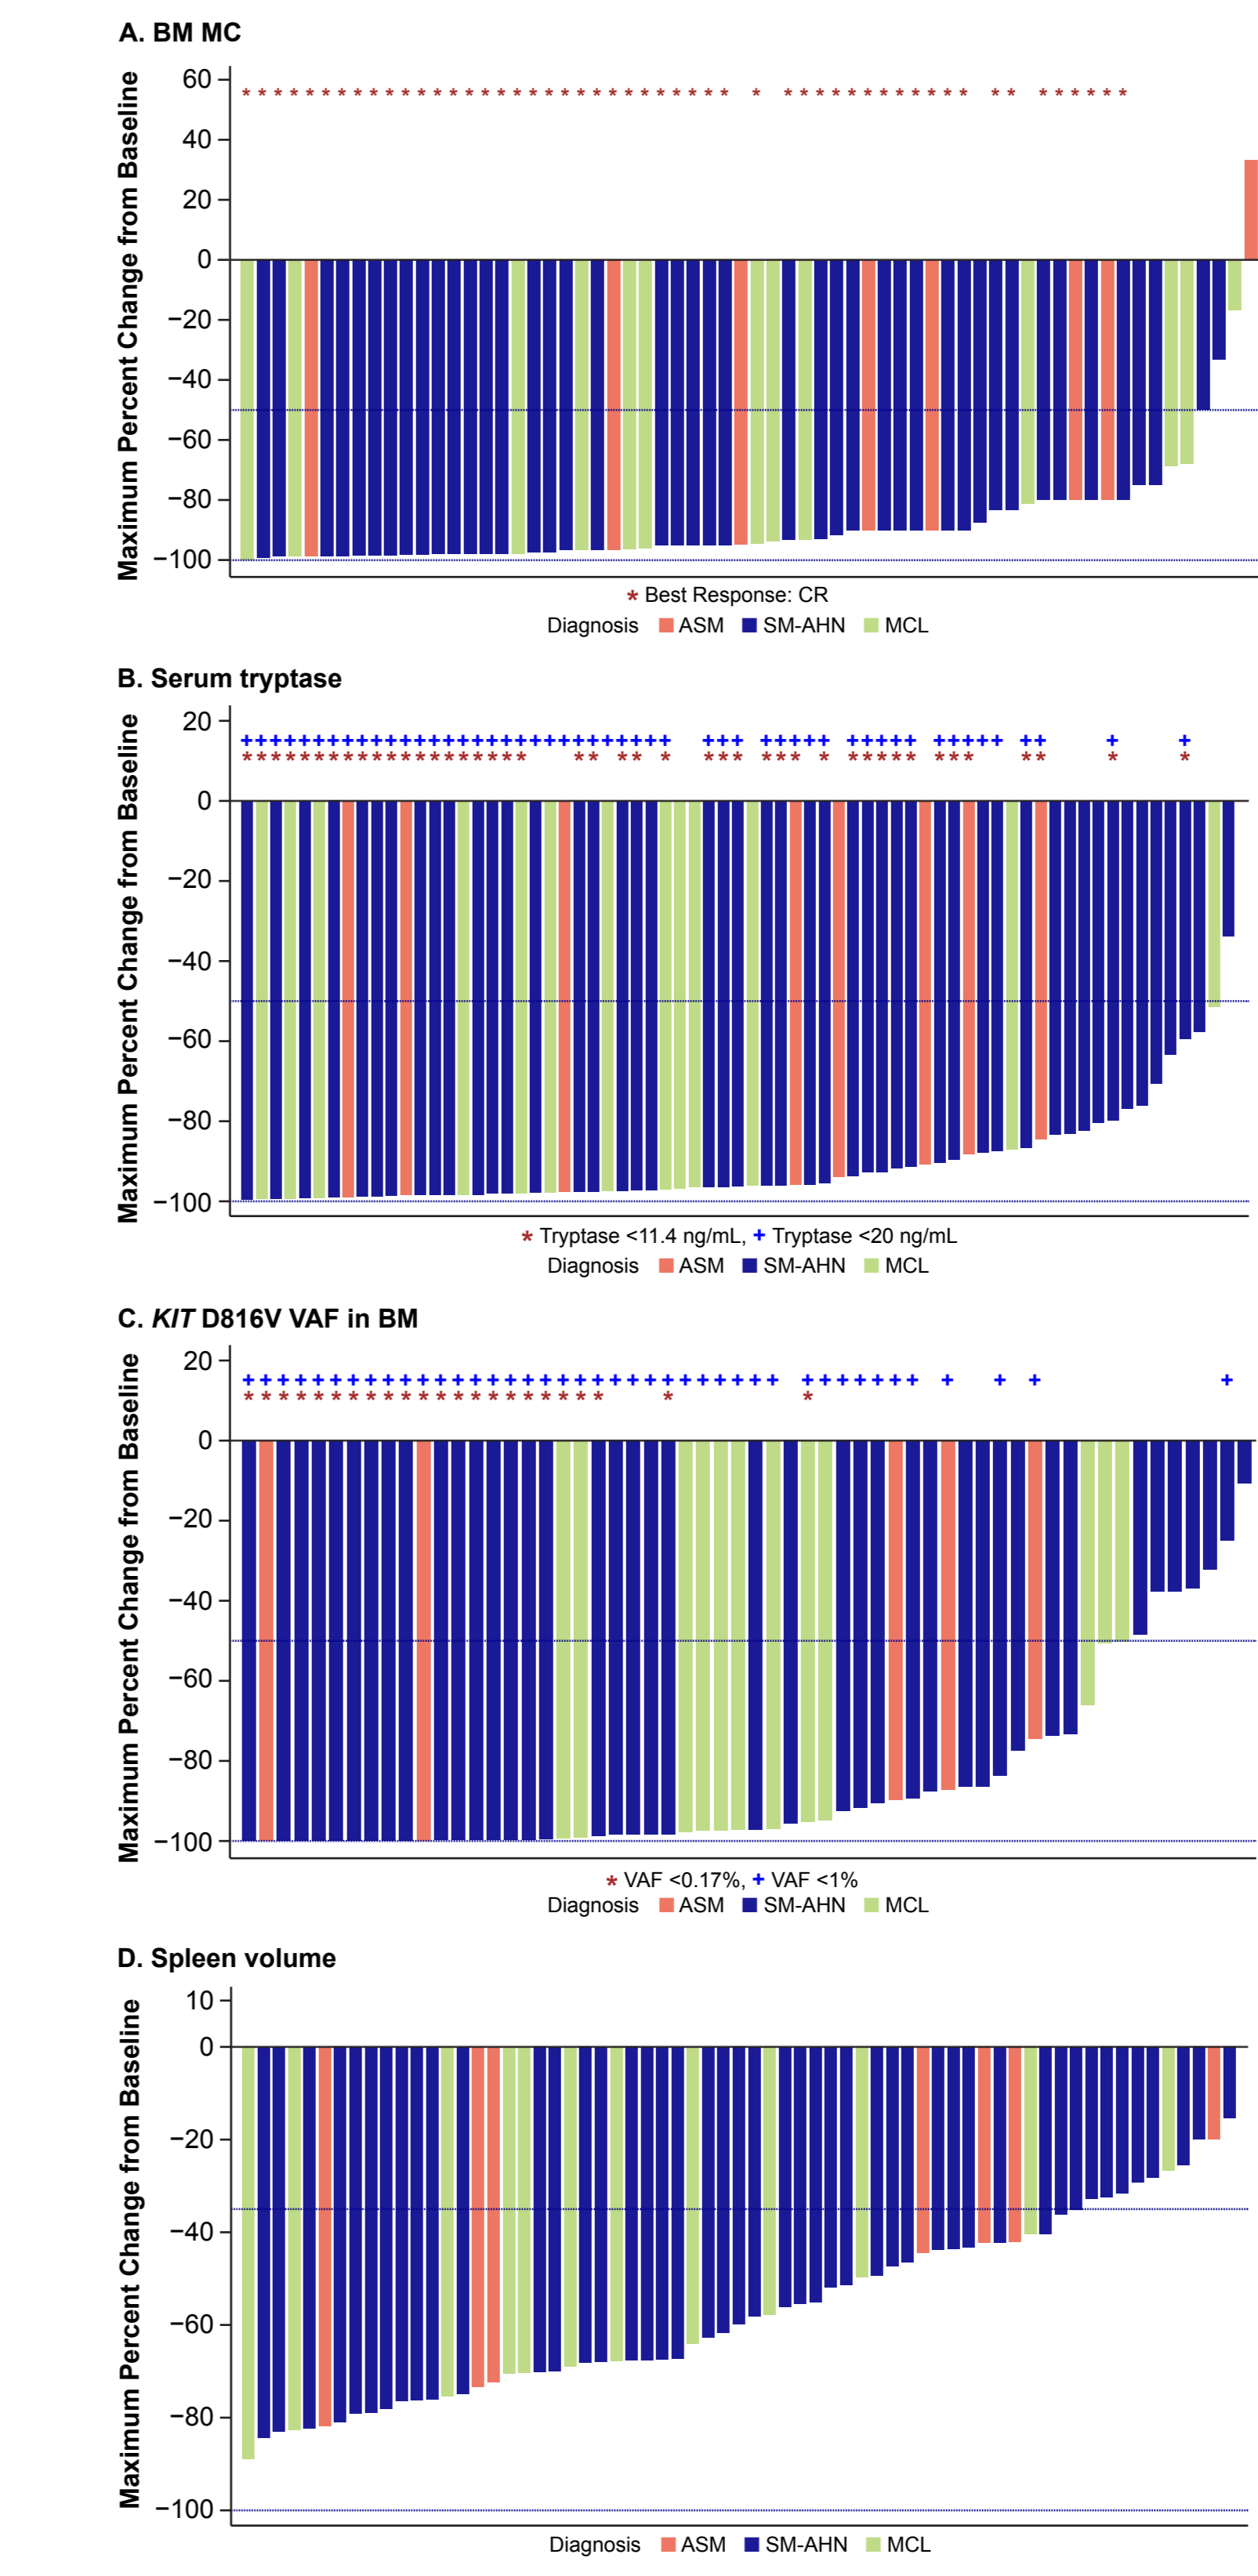 A. BM MC
Maximum Percent Change from Baseline
60
40
20
0
−20
−40
−60
−80
−100
* Best Response: CR
Diagnosis ASM SM-AHN MCL
B. Serum tryptase
Maximum Percent Change from Baseline
20
0
−20
−40
−60
−80
−100
* Tryptase <11.4 ng/mL, + Tryptase <20 ng/mL
Diagnosis ASM SM-AHN MCL
C. KIT D816V VAF in BM
Maximum Percent Change from Baseline
20
0
−20
−40
−60
−80
−100
* VAF <0.17%, + VAF <1%
Diagnosis ASM SM-AHN MCL
D. Spleen volume
Maximum Percent Change from Baseline
10
0
−20
−40
−60
−80
−100
Diagnosis ASM SM-AHN MCL